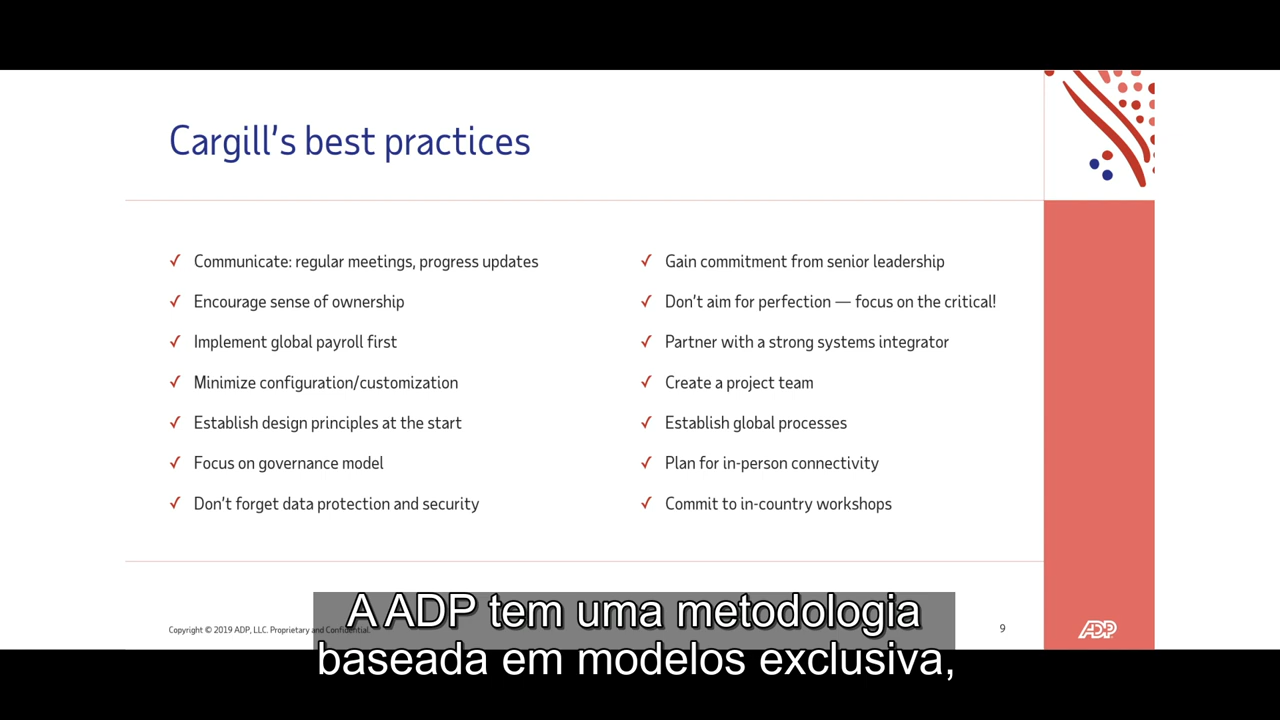 Cargill's best practices
✓ Communicate: regular meetings, progress updates
✓ Encourage sense of ownership
✓ Implement global payroll first
✓ Minimize configuration/customization
✓ Establish design principles at the start
✓ Focus on governance model
✓ Don't forget data protection and security
✓ Gain commitment from senior leadership
✓ Don't aim for perfection — focus on the critical!
✓ Partner with a strong systems integrator
✓ Create a project team
✓ Establish global processes
✓ Plan for in-person connectivity
✓ Commit to in-country workshops
Copyright © 2019 ADP, LLC. Proprietary and Confidential.
9
ADP
A ADP tem uma metodologia
baseada em modelos exclusiva,